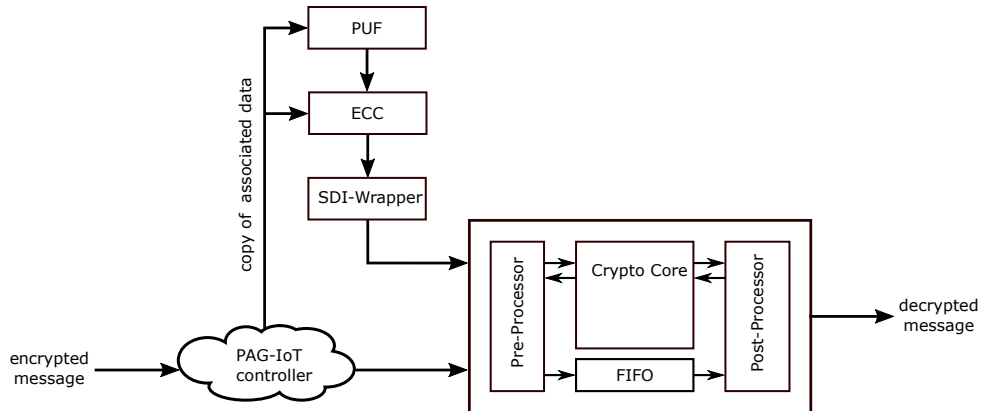 PUF
ECC
SDI-Wrapper
copy of associated data
encrypted
message
PAG-IoT
controller
Pre-Processor
Crypto Core
FIFO
Post-Processor
decrypted
message